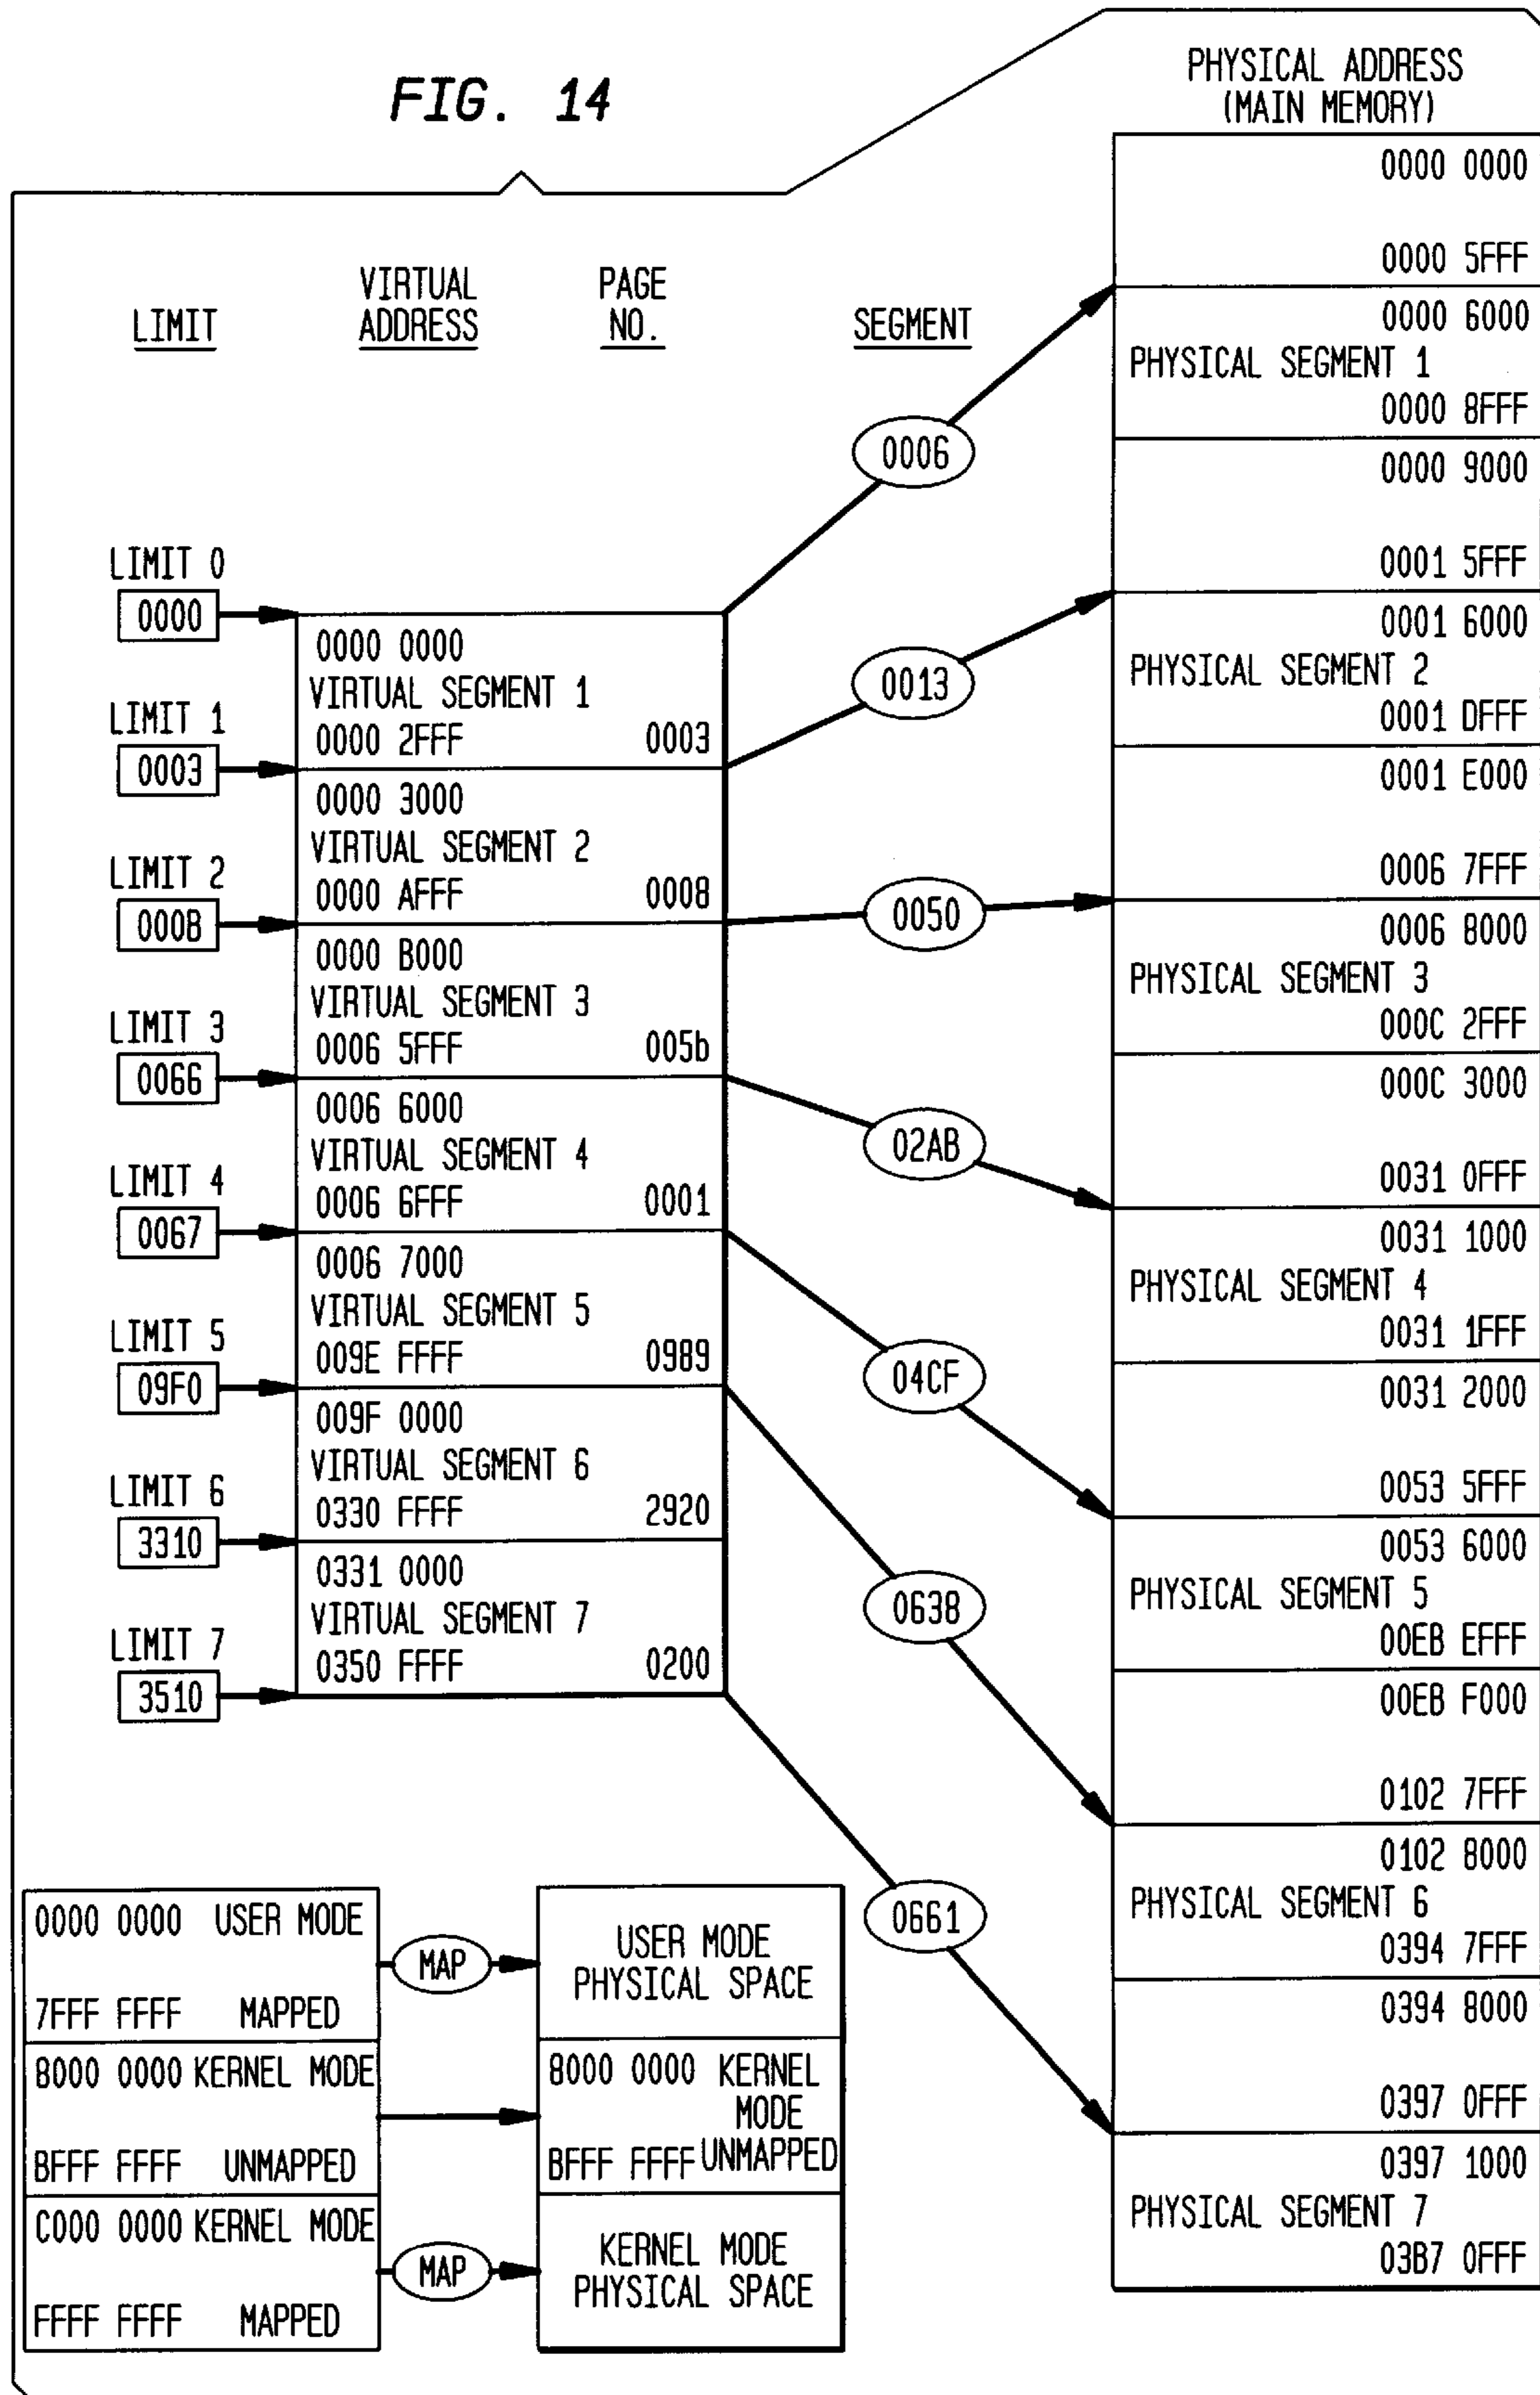 FIG. 14
PHYSICAL ADDRESS
(MAIN MEMORY)
LIMIT
VIRTUAL
ADDRESS
PAGE
NO.
SEGMENT
LIMIT 0
0000
LIMIT 1
0003
LIMIT 2
000B
LIMIT 3
0066
LIMIT 4
0067
LIMIT 5
09F0
LIMIT 6
3310
LIMIT 7
3510
0000 0000
VIRTUAL SEGMENT 1
0000 2FFF 0003
0000 3000
VIRTUAL SEGMENT 2
0000 AFFF 0008
0000 B000
VIRTUAL SEGMENT 3
0006 5FFF 005b
0006 6000
VIRTUAL SEGMENT 4
0006 6FFF 0001
0006 7000
VIRTUAL SEGMENT 5
009E FFFF 0989
009F 0000
VIRTUAL SEGMENT 6
0330 FFFF 2920
0331 0000
VIRTUAL SEGMENT 7
0350 FFFF 0200
0006
0013
0050
02AB
04CF
0638
0661
0000 0000
0000 5FFF
0000 6000
PHYSICAL SEGMENT 1
0000 8FFF
0000 9000
0001 5FFF
0001 6000
PHYSICAL SEGMENT 2
0001 DFFF
0001 E000
0006 7FFF
0006 8000
PHYSICAL SEGMENT 3
000C 2FFF
000C 3000
0031 0FFF
0031 1000
PHYSICAL SEGMENT 4
0031 1FFF
0031 2000
0053 5FFF
0053 6000
PHYSICAL SEGMENT 5
00EB EFFF
00EB F000
0102 7FFF
0102 8000
PHYSICAL SEGMENT 6
0394 7FFF
0394 8000
0397 0FFF
0397 1000
PHYSICAL SEGMENT 7
03B7 0FFF
0000 0000 USER MODE
7FFF FFFF MAPPED
8000 0000 KERNEL MODE
BFFF FFFF UNMAPPED
C000 0000 KERNEL MODE
FFFF FFFF MAPPED
MAP
MAP
USER MODE
PHYSICAL SPACE
8000 0000 KERNEL
MODE
BFFF FFFF UNMAPPED
KERNEL MODE
PHYSICAL SPACE